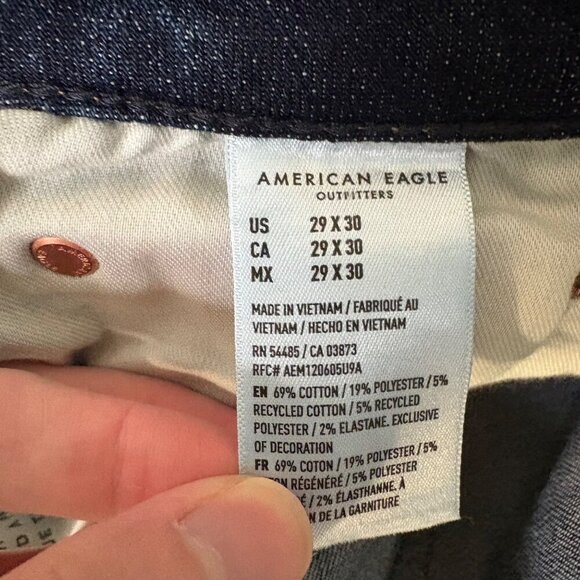 AMERICAN EAGLE
OUTFITTERS
US 29 X 30
CA 29 X 30
MX 29 X 30
MADE IN VIETNAM / FABRIQUÉ AU
VIETNAM / HECHO EN VIETNAM
RN 54485 / CA 03873
RFC# AEM120605U9A
EN 69% COTTON / 19% POLYESTER / 5%
RECYCLED COTTON / 5% RECYCLED
POLYESTER / 2% ELASTANE. EXCLUSIVE
OF DECORATION
FR 69% COTON / 19% POLYESTER / 5%
RÉGÉNÉRÉ / 5% POLYESTER
/ 2% ÉLASTHANNE. À
DE LA GARNITURE